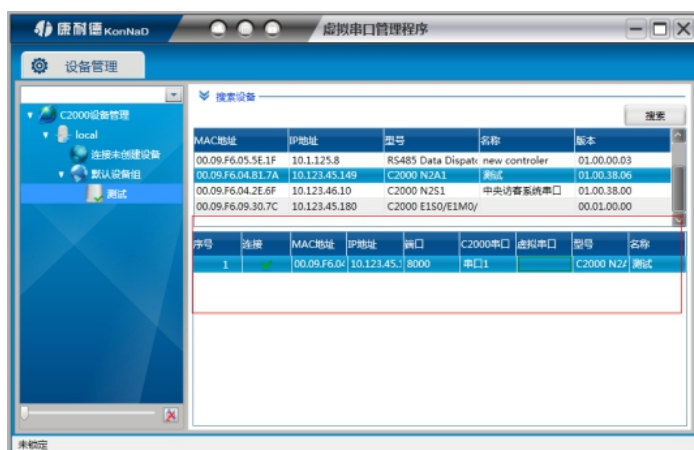 康耐德 KonNaD
虚拟串口管理程序
设备管理
C2000设备管理
local
连接未创建设备
默认设备组
测试
搜索设备
搜索
MAC地址 IP地址 型号 名称 版本
00.09.F6.05.5E.1F 10.1.125.8 RS485 Data Dispatc new controler 01.00.00.03
00.09.F6.04.B1.7A 10.123.45.149 C2000 N2A1 测试 01.00.38.06
00.09.F6.04.2E.6F 10.123.46.10 C2000 N2S1 中央访客系统串口 01.00.38.00
00.09.F6.09.30.7C 10.123.45.180 C2000 E1S0/E1M0/ 00.01.00.00
序号 连接 MAC地址 IP地址 端口 C2000串口 虚拟串口 型号 名称
1 00.09.F6.04 10.123.45.1 8000 串口1 C2000 N2A 测试
未锁定